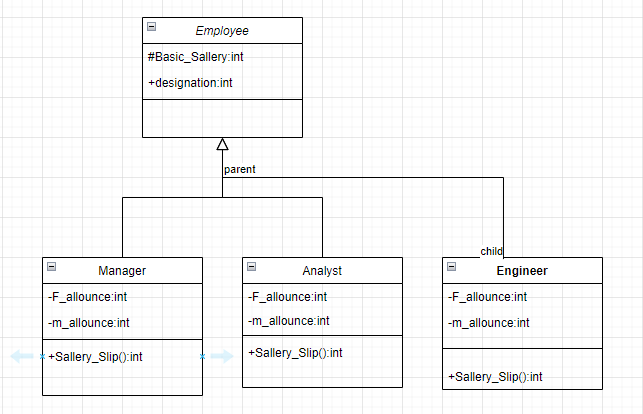 Employee
#Basic_Sallery:int
+designation:int
parent
child
Manager
-F_allounce:int
-m_allounce:int
+Sallery_Slip():int
Analyst
-F_allounce:int
-m_allounce:int
+Sallery_Slip():int
Engineer
-F_allounce:int
-m_allounce:int
+Sallery_Slip():int